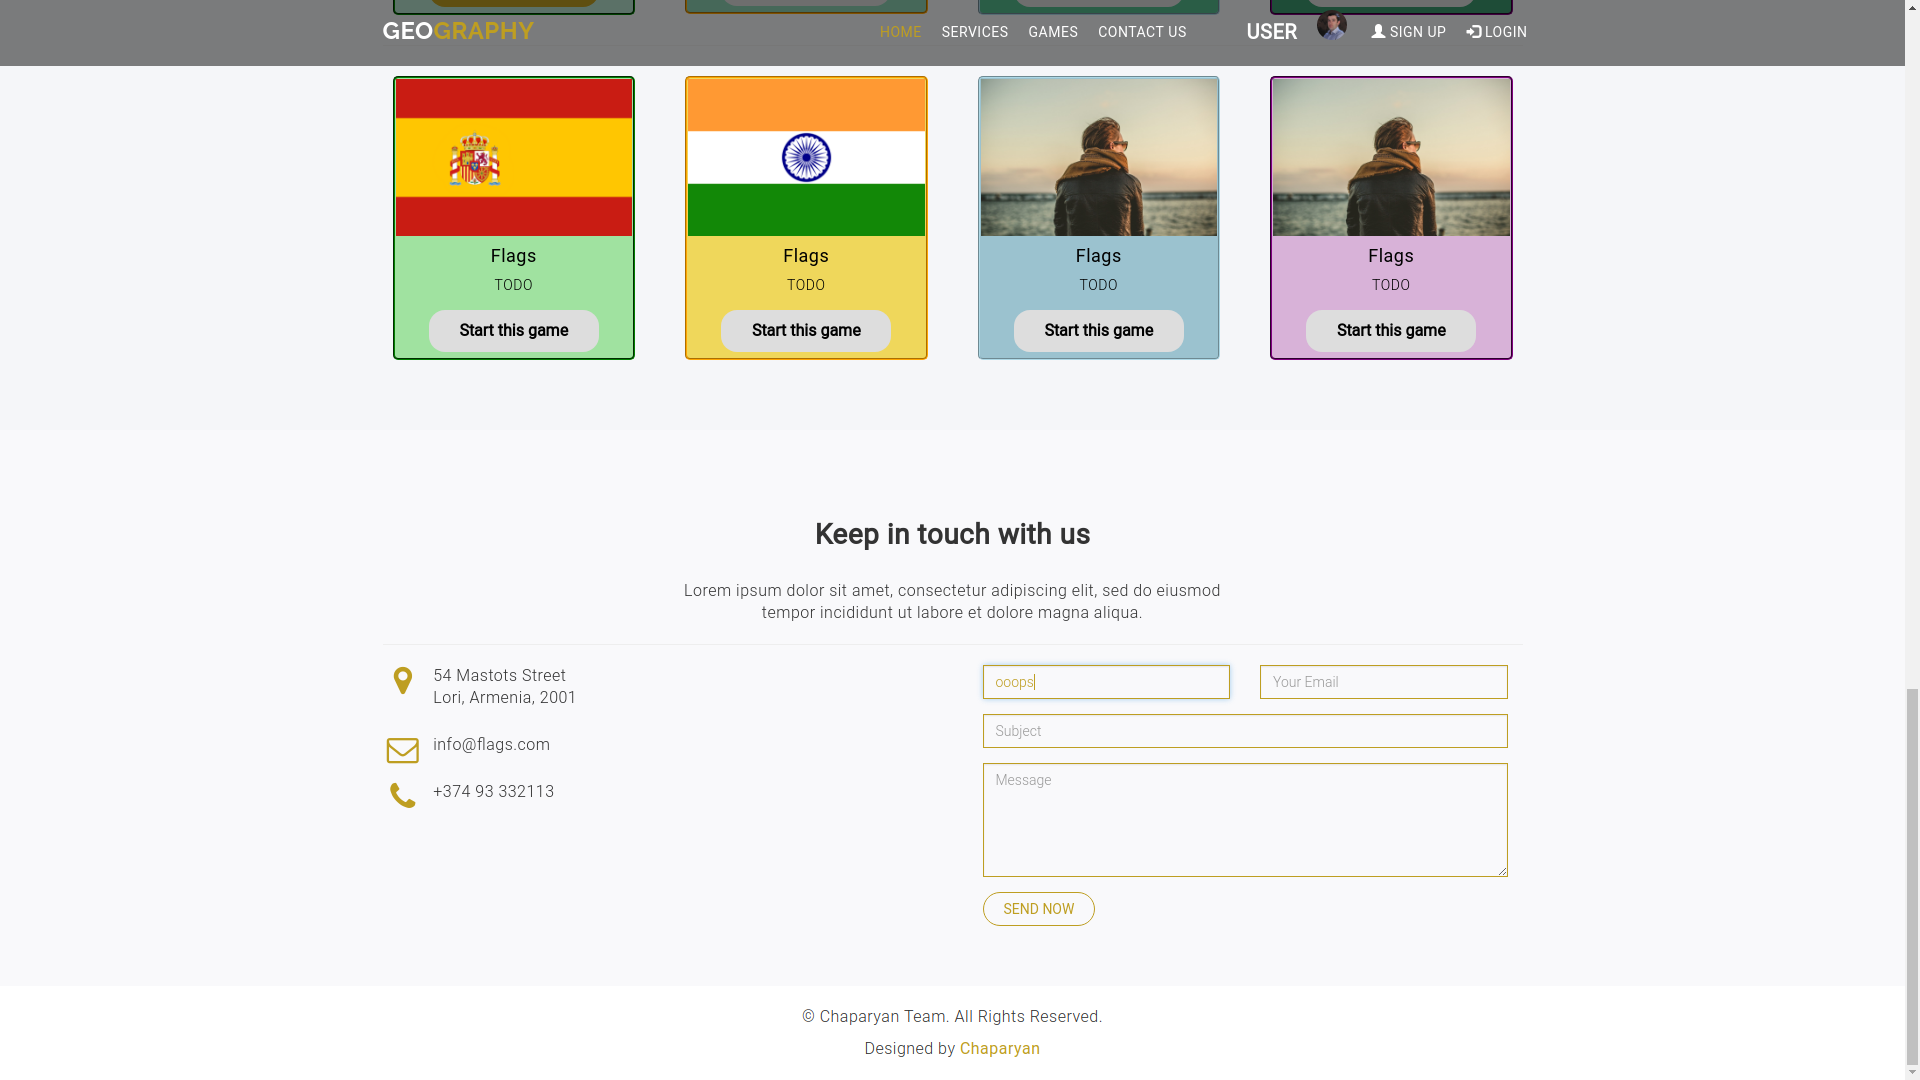 GEOGRAPHY
HOME SERVICES GAMES CONTACT US USER SIGN UP LOGIN
Flags Flags Flags Flags
TODO TODO TODO TODO
Start this game Start this game Start this game Start this game
Keep in touch with us
Lorem ipsum dolor sit amet, consectetur adipiscing elit, sed do eiusmod
tempor incididunt ut labore et dolore magna aliqua.
54 Mastots Street
Lori, Armenia, 2001
info@flags.com
+374 93 332113
ooops Your Email
Subject
Message
SEND NOW
© Chaparyan Team. All Rights Reserved.
Designed by Chaparyan